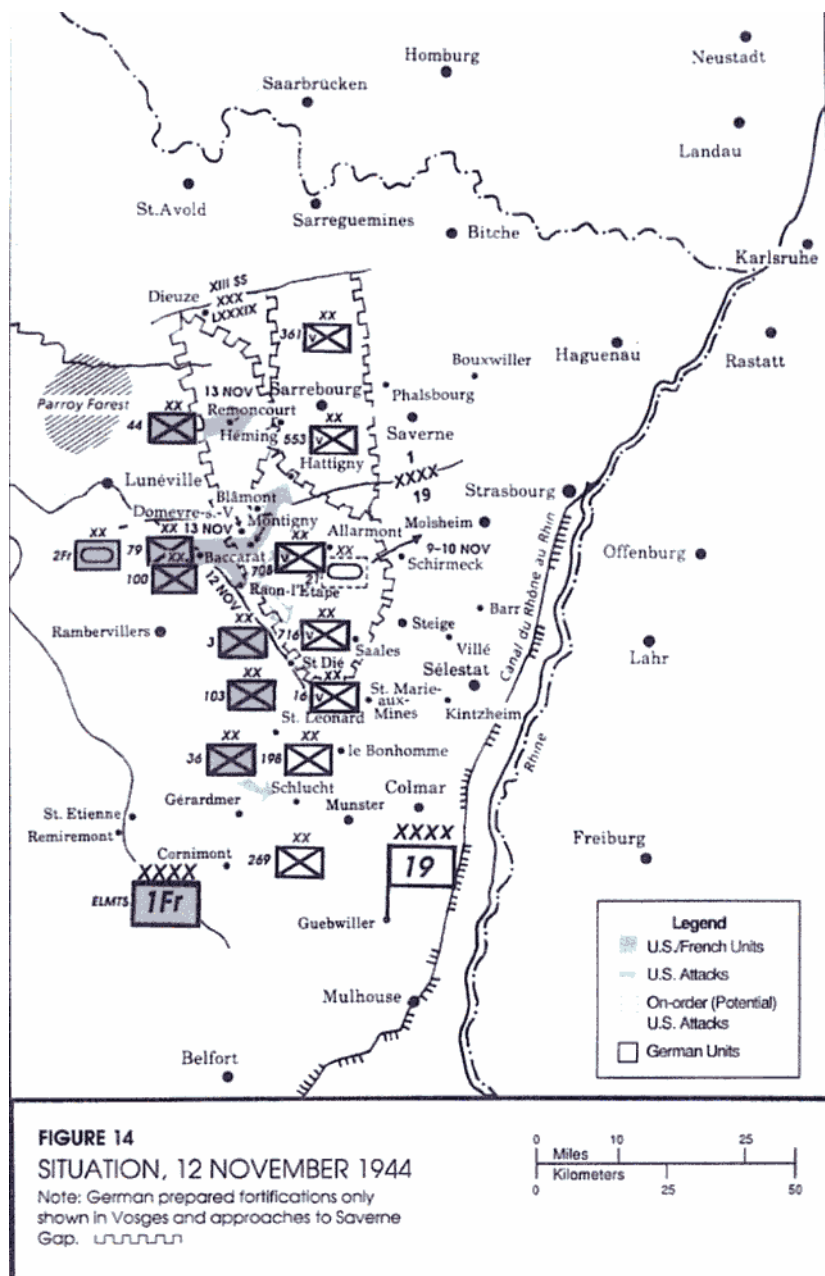 Homburg
Neustadt
Saarbrücken
Landau
St.Avold
Sarreguemines
Bitche
Karlsruhe
Dieuze
XIII SS
XXX
LXXXIX
XX
361
V
Bouxwiller
Haguenau
Rastatt
Parroy Forest
13 NOV
Sarrebourg
Phalsbourg
XX
44
Remoncourt
Héming
XX
553
V
Saverne
Hattigny
1
XXXX
19
Lunéville
Strasbourg
Blâmont
Domevre-s.-V.
Montigny
Allarmont
Molsheim
XX
2Fr
XX
79
13 NOV
XX
708
V
XX
21
9-10 NOV
Offenburg
XX
100
Baccarat
Schirmeck
Raon-l'Etape
12 NOV
Canal du Rhône au Rhin
Barr
Rambervillers
XX
3
XX
716
V
Steige
Saales
Villé
Lahr
St Dié
Sélestat
XX
103
XX
16
V
St. Marie-
aux-
Mines
Kintzheim
St. Léonard
XX
36
XX
198
le Bonhomme
Rhine
Schlucht
Colmar
Gérardmer
Munster
St. Etienne
Remiremont
XXXX
19
Freiburg
Cornimont
XX
269
XXXX
ELMTS
1Fr
Guebwiller
Mulhouse
Belfort
Legend
U.S./French Units
U.S. Attacks
On-order (Potential)
U.S. Attacks
German Units
FIGURE 14
SITUATION, 12 NOVEMBER 1944
Note: German prepared fortifications only
shown in Vosges and approaches to Saverne
Gap.
0 10 25
Miles
Kilometers
0 25 50